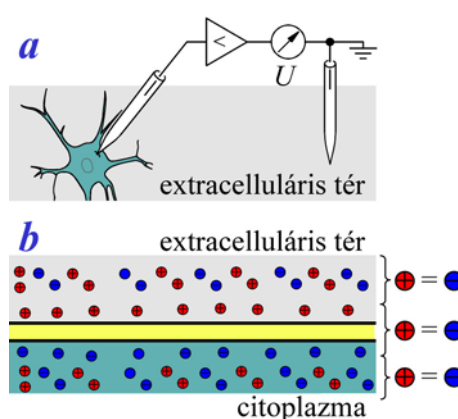 a
<
U
extracelluláris tér
b
extracelluláris tér
+ = −
+ = −
+ = −
citoplazma